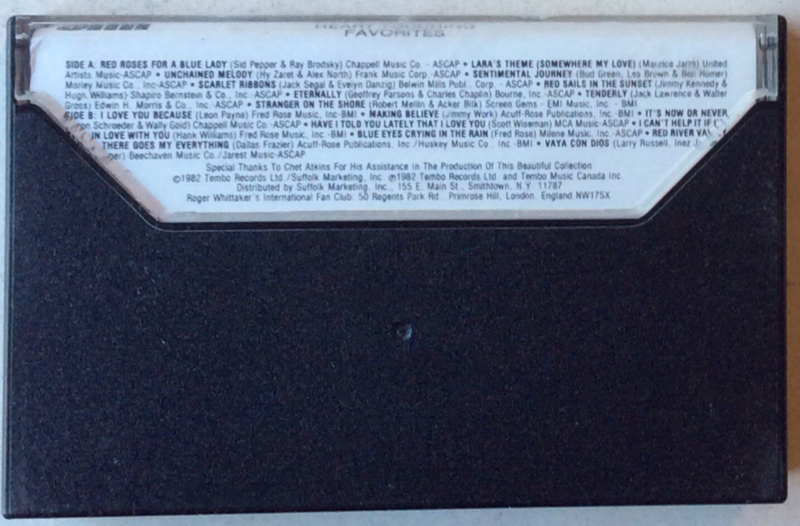 HEART TOUCHING
FAVORITES
SIDE A: RED ROSES FOR A BLUE LADY (Sid Pepper & Ray Brodsky) Chappell Music Co. - ASCAP • LARA'S THEME (SOMEWHERE MY LOVE) (Maurice Jarrh) United
Artists Music-ASCAP • UNCHAINED MELODY (Hy Zaret & Alex North) Frank Music Corp.-ASCAP • SENTIMENTAL JOURNEY (Bud Green, Les Brown & Ben Homer)
Morley Music Co., Inc-ASCAP • SCARLET RIBBONS (Jack Segal & Evelyn Danzig) Belwin Mills Publ. Corp. - ASCAP • RED SAILS IN THE SUNSET (Jimmy Kennedy &
Hugh Williams) Shapiro Bernstein & Co., Inc.-ASCAP • ETERNALLY (Geoffrey Parsons & Charles Chaplin) Bourne, Inc.-ASCAP • TENDERLY (Jack Lawrence & Walter
Gross) Edwin H. Morris & Co., Inc.-ASCAP • STRANGER ON THE SHORE (Robert Mellin & Acker Bilk) Screen Gems - EMI Music, Inc. - BMI
SIDE B: I LOVE YOU BECAUSE (Leon Payne) Fred Rose Music, Inc-BMI • MAKING BELIEVE (Jimmy Work) Acuff-Rose Publications, Inc.-BMI • IT'S NOW OR NEVER
Schroeder & Wally Gold) Chappell Music Co.-ASCAP • HAVE I TOLD YOU LATELY THAT I LOVE YOU (Scott Wiseman) MCA Music-ASCAP • I CAN'T HELP IF I
IN LOVE WITH YOU (Hank Williams) Fred Rose Music, Inc.-BMI • BLUE EYES CRYING IN THE RAIN (Fred Rose) Milene Music, Inc.-ASCAP • RED RIVER
THERE GOES MY EVERYTHING (Dallas Frazier) Acuff-Rose Publications, Inc./Huskey Music Co., Inc.-BMI • VAYA CON DIOS (Larry Russell, Inez
Beechaven Music Co./Jarest Music-ASCAP
Special Thanks To Chet Atkins For His Assistance In The Production Of This Beautiful Collection
©1982 Tembo Records Ltd./Suffolk Marketing, Inc. ℗1982 Tembo Records Ltd. and Tembo Music Canada Inc.
Distributed by Suffolk Marketing, Inc., 155 E. Main St., Smithtown, N.Y. 11787
Roger Whittaker's International Fan Club, 50 Regents Park Rd., Primrose Hill, London, England NW17SX